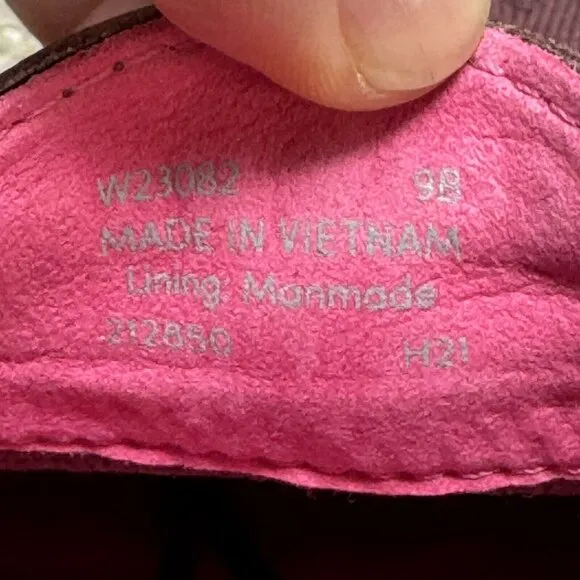 W23082 9B
MADE IN VIETNAM
Lining: Manmade
212850 H21